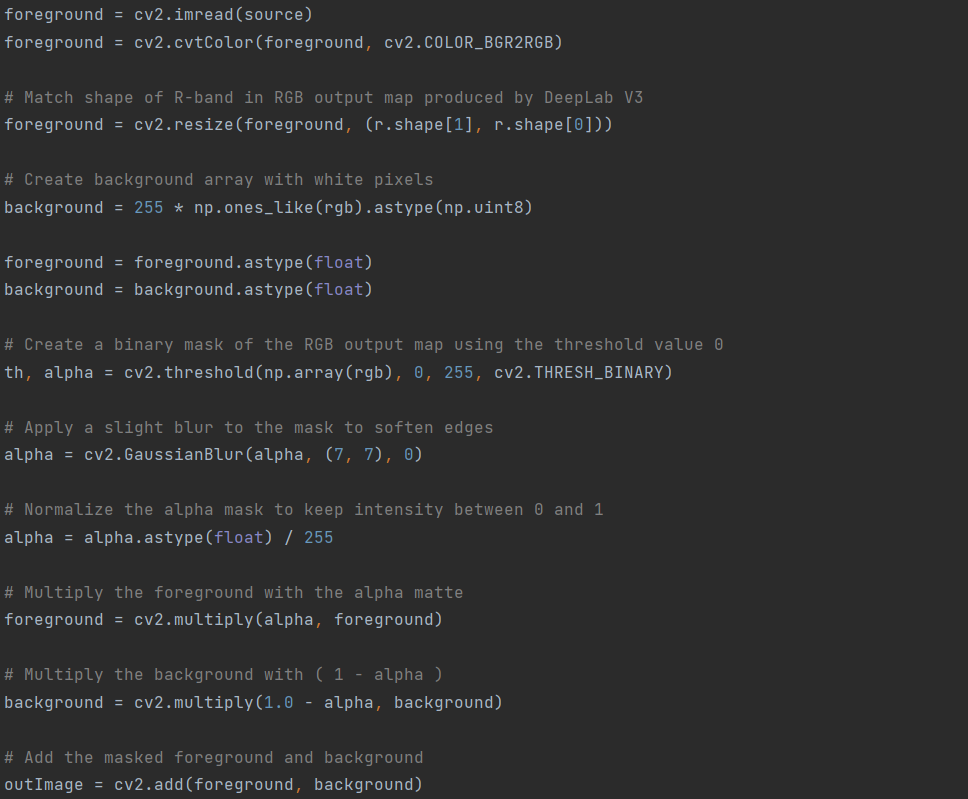 foreground = cv2.imread(source)
foreground = cv2.cvtColor(foreground, cv2.COLOR_BGR2RGB)
# Match shape of R-band in RGB output map produced by DeepLab V3
foreground = cv2.resize(foreground, (r.shape[1], r.shape[0]))
# Create background array with white pixels
background = 255 * np.ones_like(rgb).astype(np.uint8)
foreground = foreground.astype(float)
background = background.astype(float)
# Create a binary mask of the RGB output map using the threshold value 0
th, alpha = cv2.threshold(np.array(rgb), 0, 255, cv2.THRESH_BINARY)
# Apply a slight blur to the mask to soften edges
alpha = cv2.GaussianBlur(alpha, (7, 7), 0)
# Normalize the alpha mask to keep intensity between 0 and 1
alpha = alpha.astype(float) / 255
# Multiply the foreground with the alpha matte
foreground = cv2.multiply(alpha, foreground)
# Multiply the background with ( 1 - alpha )
background = cv2.multiply(1.0 - alpha, background)
# Add the masked foreground and background
outImage = cv2.add(foreground, background)